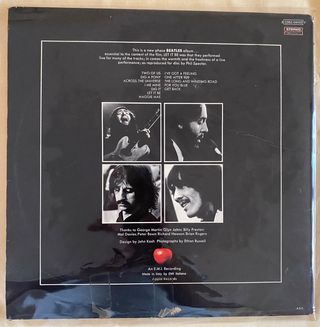 This is a new phase BEATLES album
essential to the content of the film, LET IT BE was that they performed
live for many of the tracks; in comes the warmth and the freshness of a live
performance; as reproduced for disc by Phil Spector.
TWO OF US
DIG A PONY
ACROSS THE UNIVERSE
I ME MINE
DIG IT
LET IT BE
MAGGIE MAE
I'VE GOT A FEELING
ONE AFTER 909
THE LONG AND WINDING ROAD
FOR YOU BLUE
GET BACK
Thanks to George Martin Glyn Johns Billy Preston
Mal Davies, Peter Bown Richard Hewson Brian Rogers
Design by John Kosh Photographs by Ethan Russell
An E.M.I. Recording
Made in Italy by EMI Italiana
Apple Records